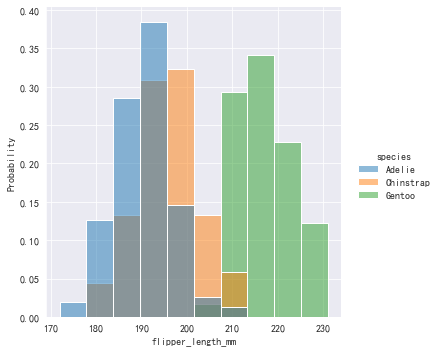 0.40
0.35
0.30
0.25
0.20
0.15
0.10
0.05
0.00
Probability
170 180 190 200 210 220 230
flipper_length_mm
species
Adelie
Chinstrap
Gentoo